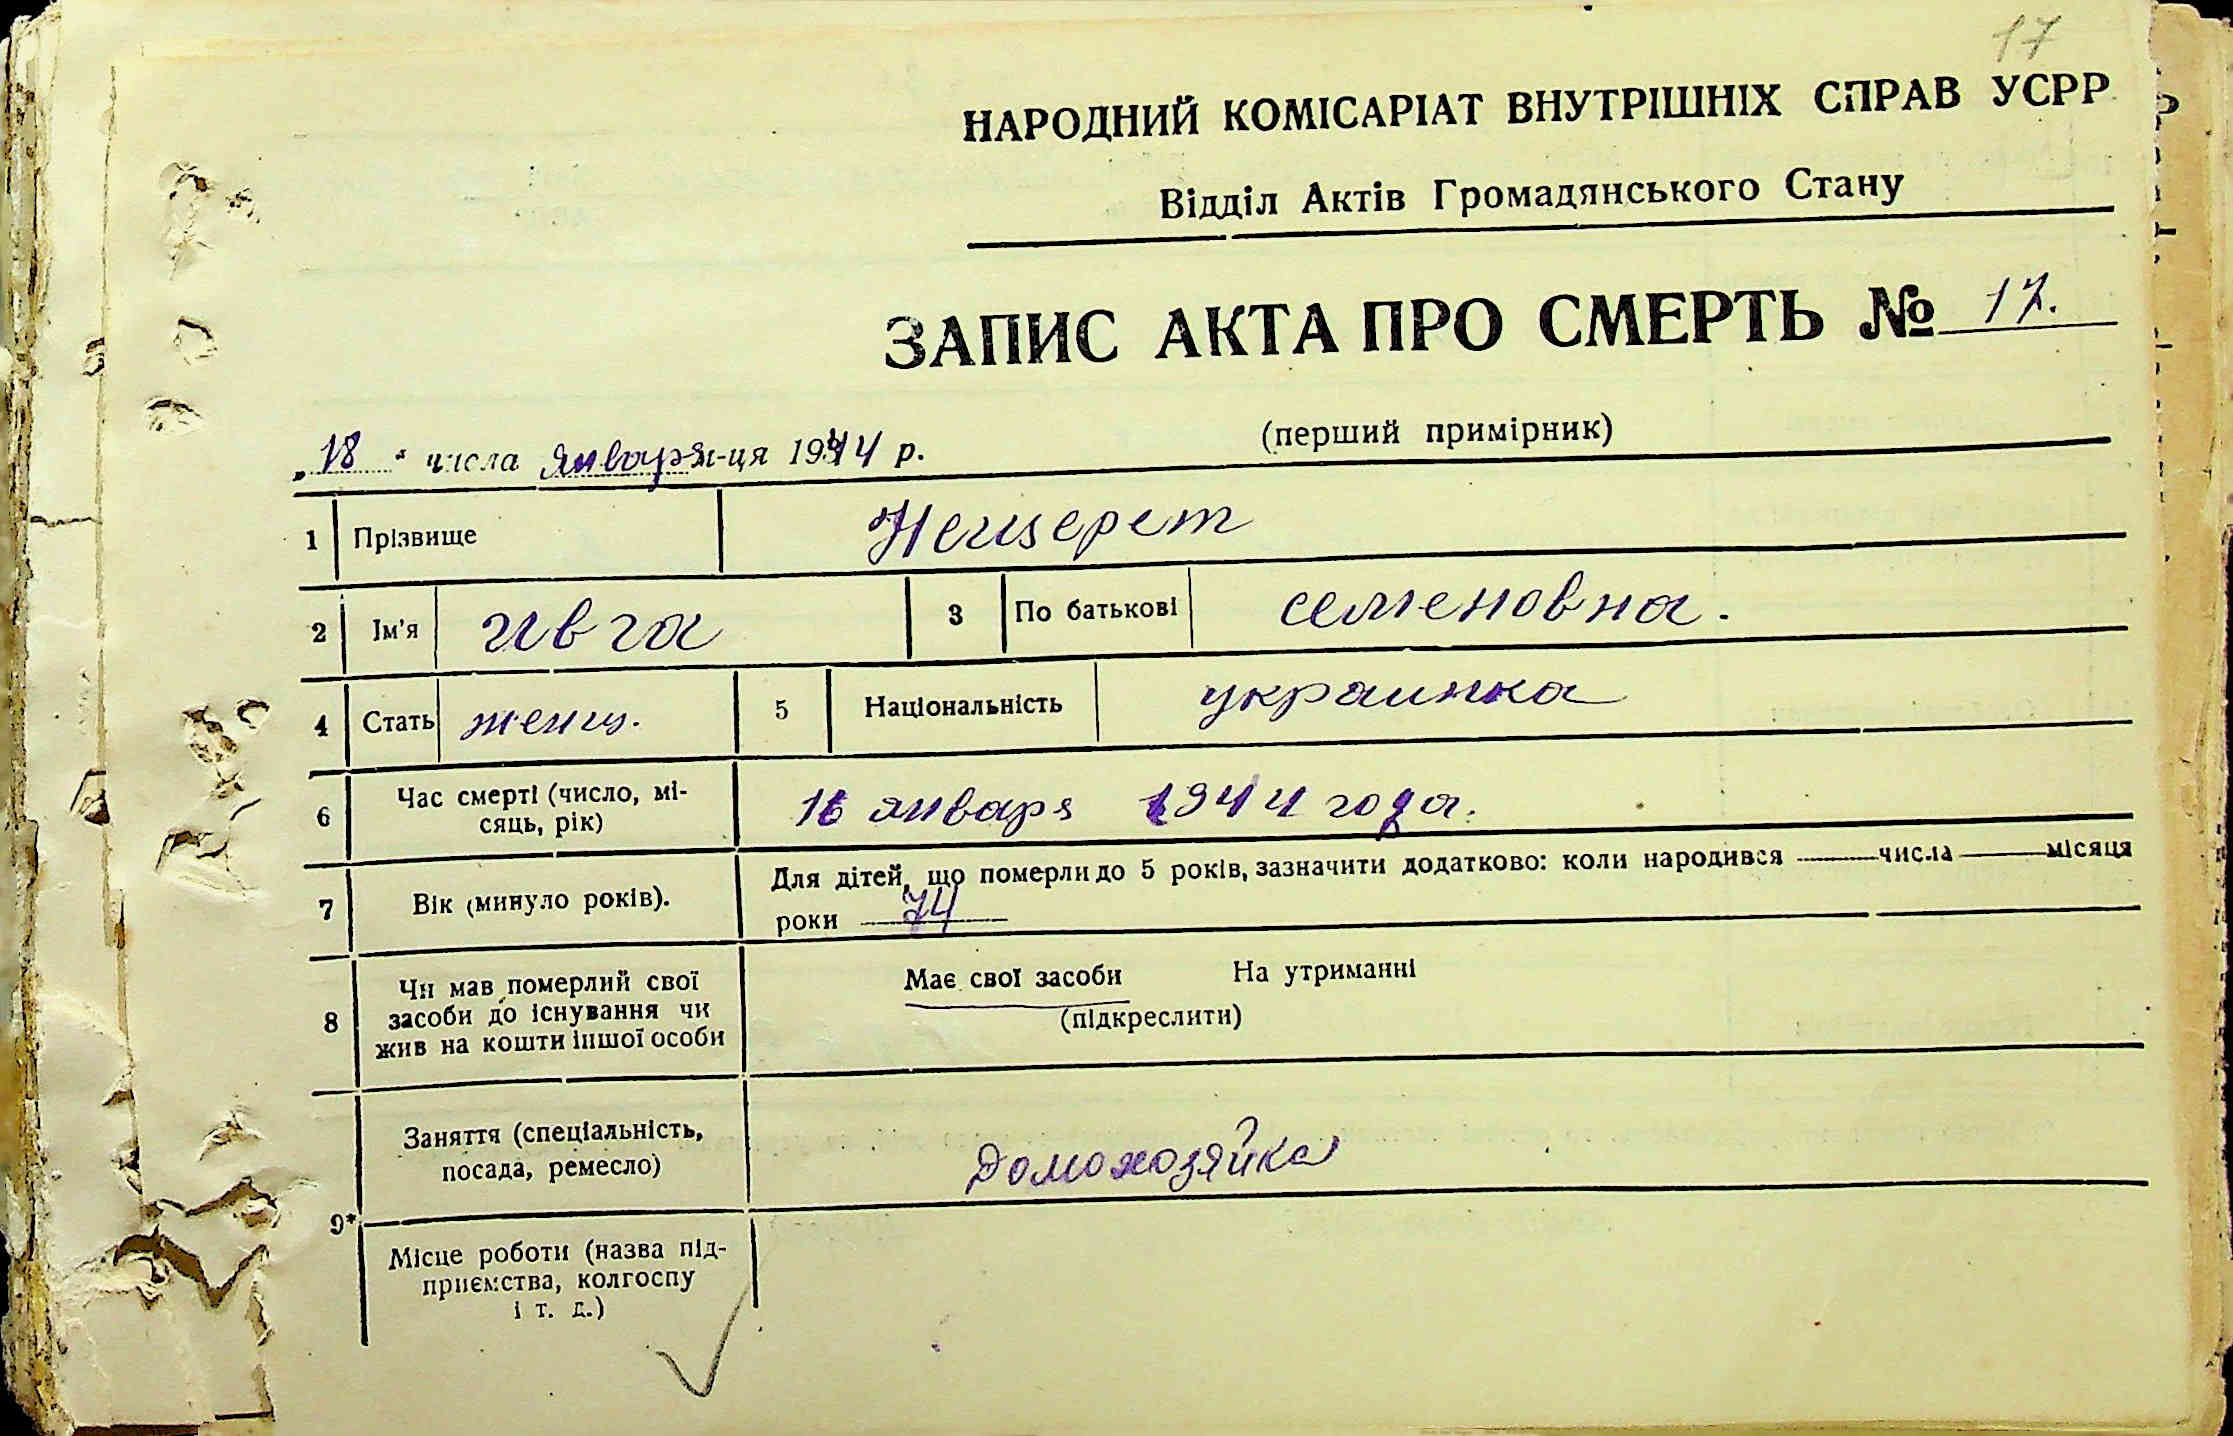 17
НАРОДНИЙ КОМІСАРІАТ ВНУТРІШНІХ СПРАВ УСРР
Відділ Актів Громадянського Стану
ЗАПИС АКТА ПРО СМЕРТЬ № 17.
(перший примірник)
„18“ числа января м-ця 1944 р.
1 Прізвище Нещерет
2 Ім'я ивга 3 По батькові семеновна.
4 Стать женщ. 5 Національність украинка
6 Час смерті (число, мі-
сяць, рік) 16 января 1944 года.
7 Вік (минуло років). Для дітей, що померли до 5 років, зазначити додатково: коли народився —— числа —— місяця
роки 74
8 Чи мав померлий свої
засоби до існування чи
жив на кошти іншої особи
Має свої засоби На утриманні
(підкреслити)
9* Заняття (спеціальність,
посада, ремесло) домохозяйка
Місце роботи (назва під-
приємства, колгоспу
і т. д.)